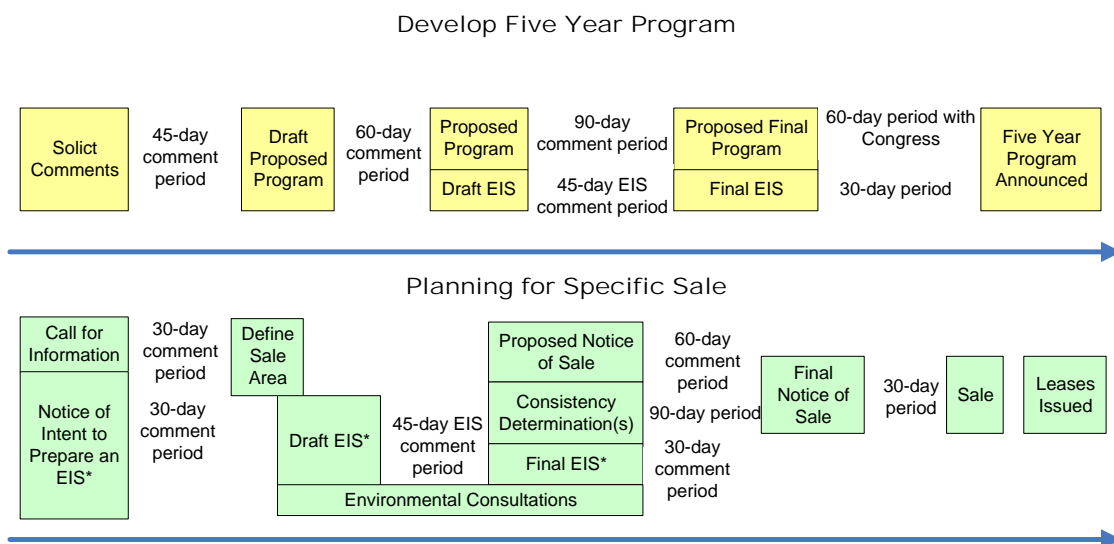 Develop Five Year Program
Solict
Comments
45-day
comment
period
Draft
Proposed
Program
60-day
comment
period
Proposed
Program
Draft EIS
90-day
comment period
45-day EIS
comment period
Proposed Final
Program
Final EIS
60-day period with
Congress
30-day period
Five Year
Program
Announced
Planning for Specific Sale
Call for
Information
30-day
comment
period
Notice of
Intent to
Prepare an
EIS*
30-day
comment
period
Define
Sale
Area
Draft EIS*
45-day EIS
comment
period
Proposed Notice
of Sale
Consistency
Determination(s)
Final EIS*
Environmental Consultations
60-day
comment
period
90-day period
30-day
comment
period
Final
Notice of
Sale
30-day
period
Sale
Leases
Issued